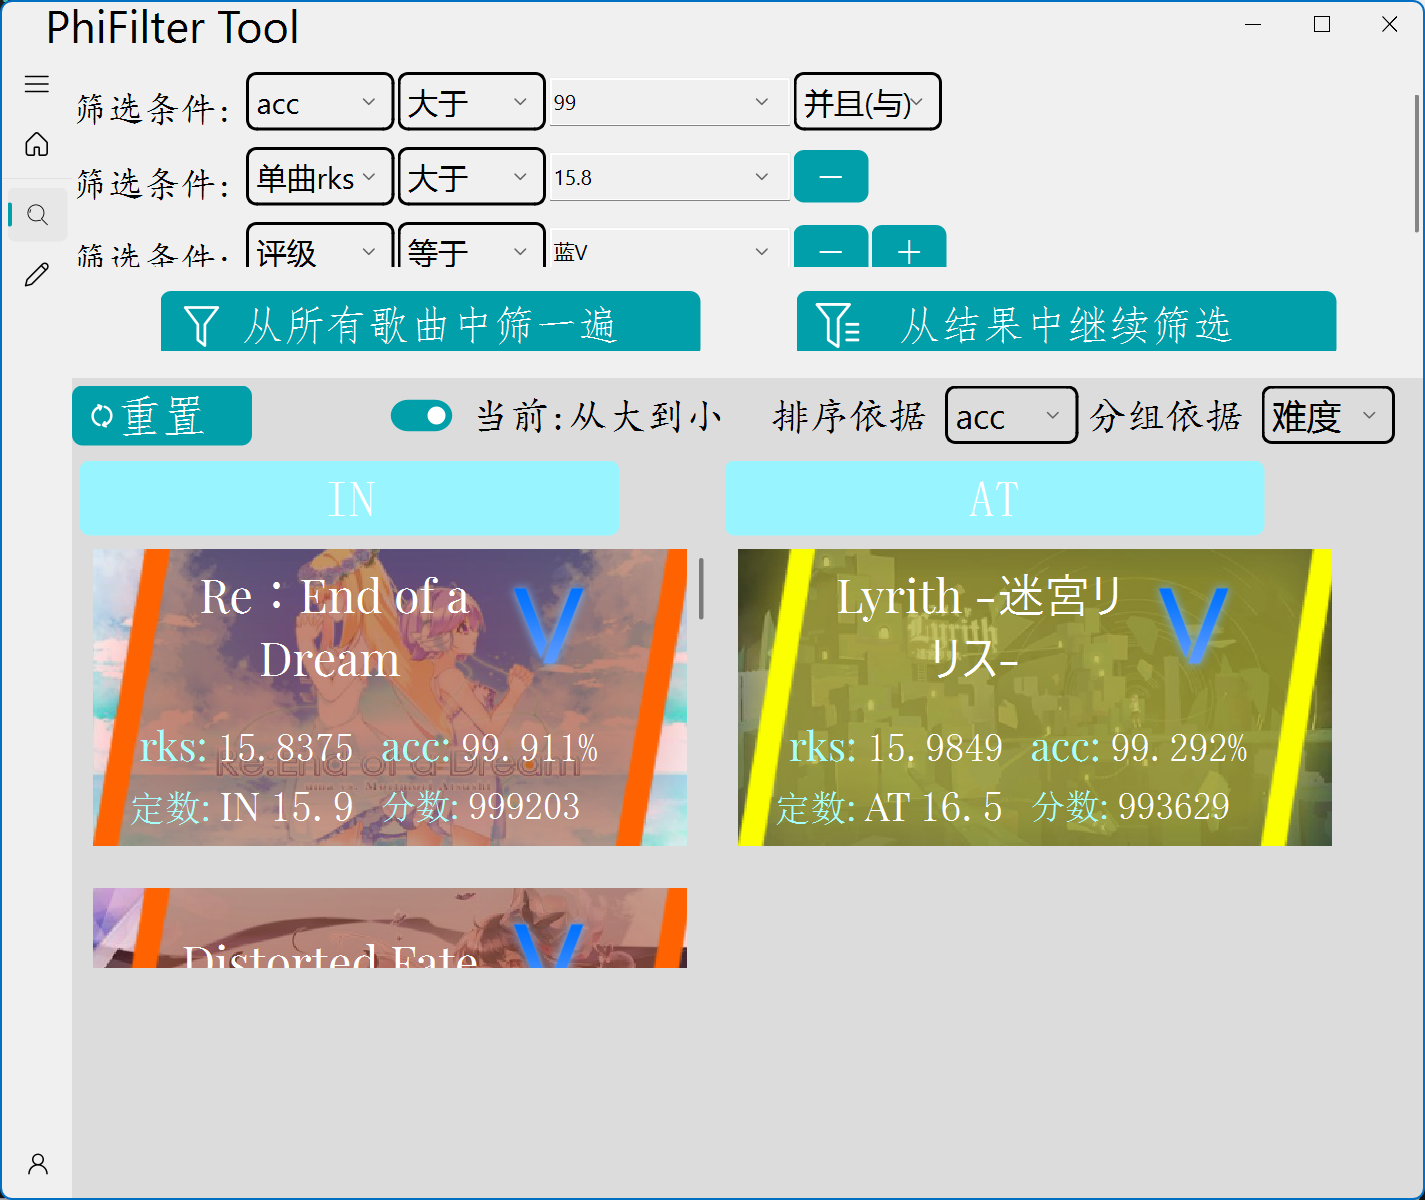 PhiFilter Tool
筛选条件: acc 大于 99 并且(与)
筛选条件: 单曲rks 大于 15.8
筛选条件: 评级 等于 蓝V
从所有歌曲中筛一遍 从结果中继续筛选
重置 当前:从大到小 排序依据 acc 分组依据 难度
IN AT
Re：End of a
Dream
V
Re:End of a Dream
rks: 15.8375 acc: 99.911%
定数: IN 15.9 分数: 999203
Lyrith -迷宮リ
リス-
V
Lyrith
rks: 15.9849 acc: 99.292%
定数: AT 16.5 分数: 993629
Distorted Fate
V